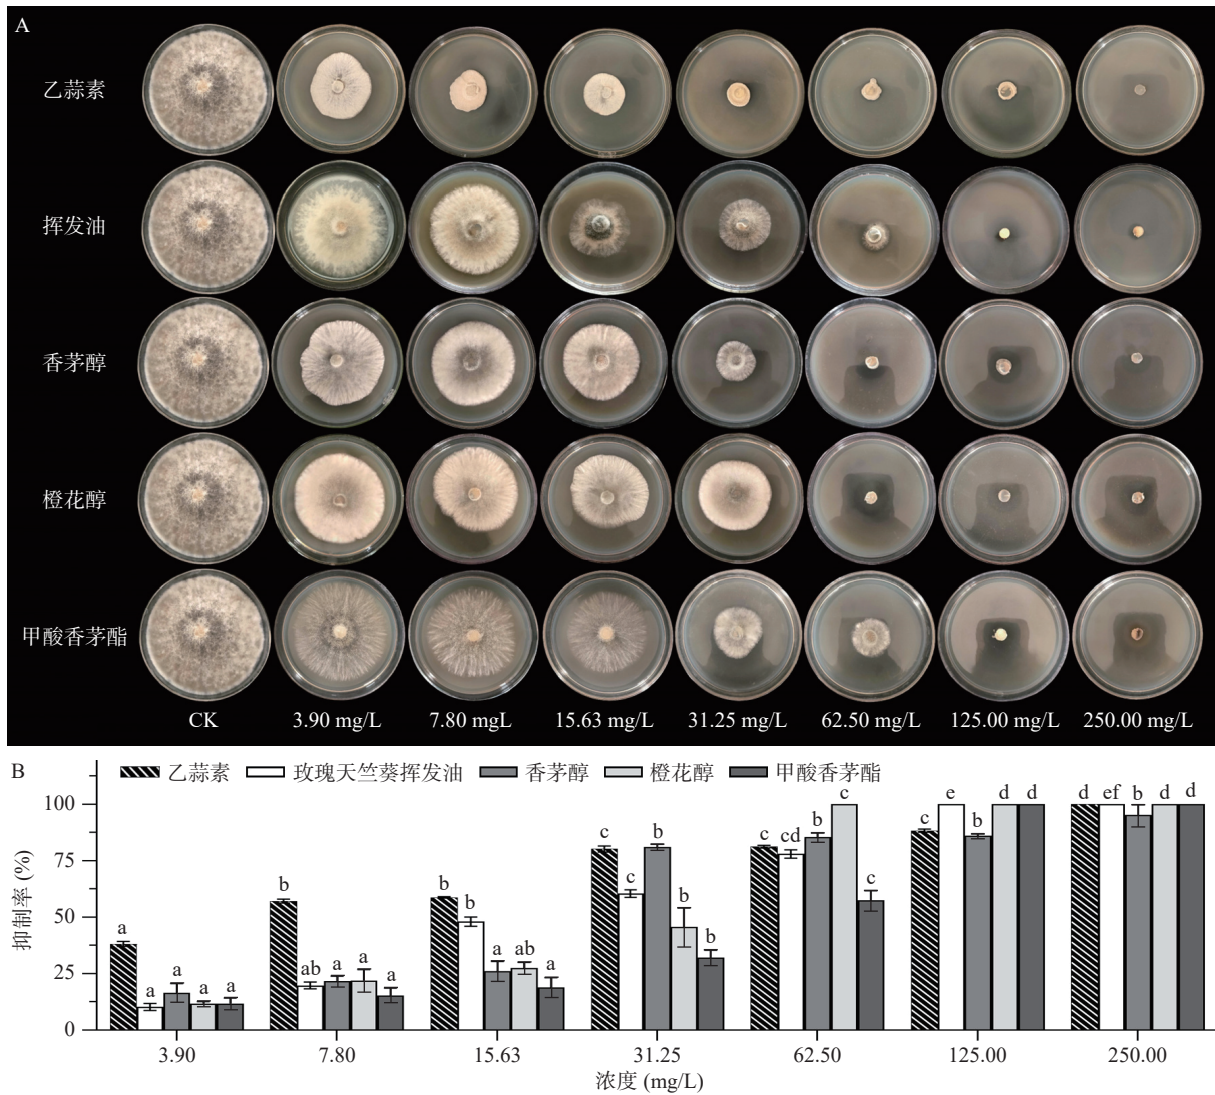 A
乙蒜素
挥发油
香茅醇
橙花醇
甲酸香茅酯
CK 3.90 mg/L 7.80 mgL 15.63 mg/L 31.25 mg/L 62.50 mg/L 125.00 mg/L 250.00 mg/L
B 乙蒜素 玫瑰天竺葵挥发油 香茅醇 橙花醇 甲酸香茅酯
抑制率 (%)
100
75
50
25
0
a a a a a
b ab a a a
b b a ab a
c c b b b
c cd b c c
c e b d d
d ef b d d
3.90 7.80 15.63 31.25 62.50 125.00 250.00
浓度 (mg/L)